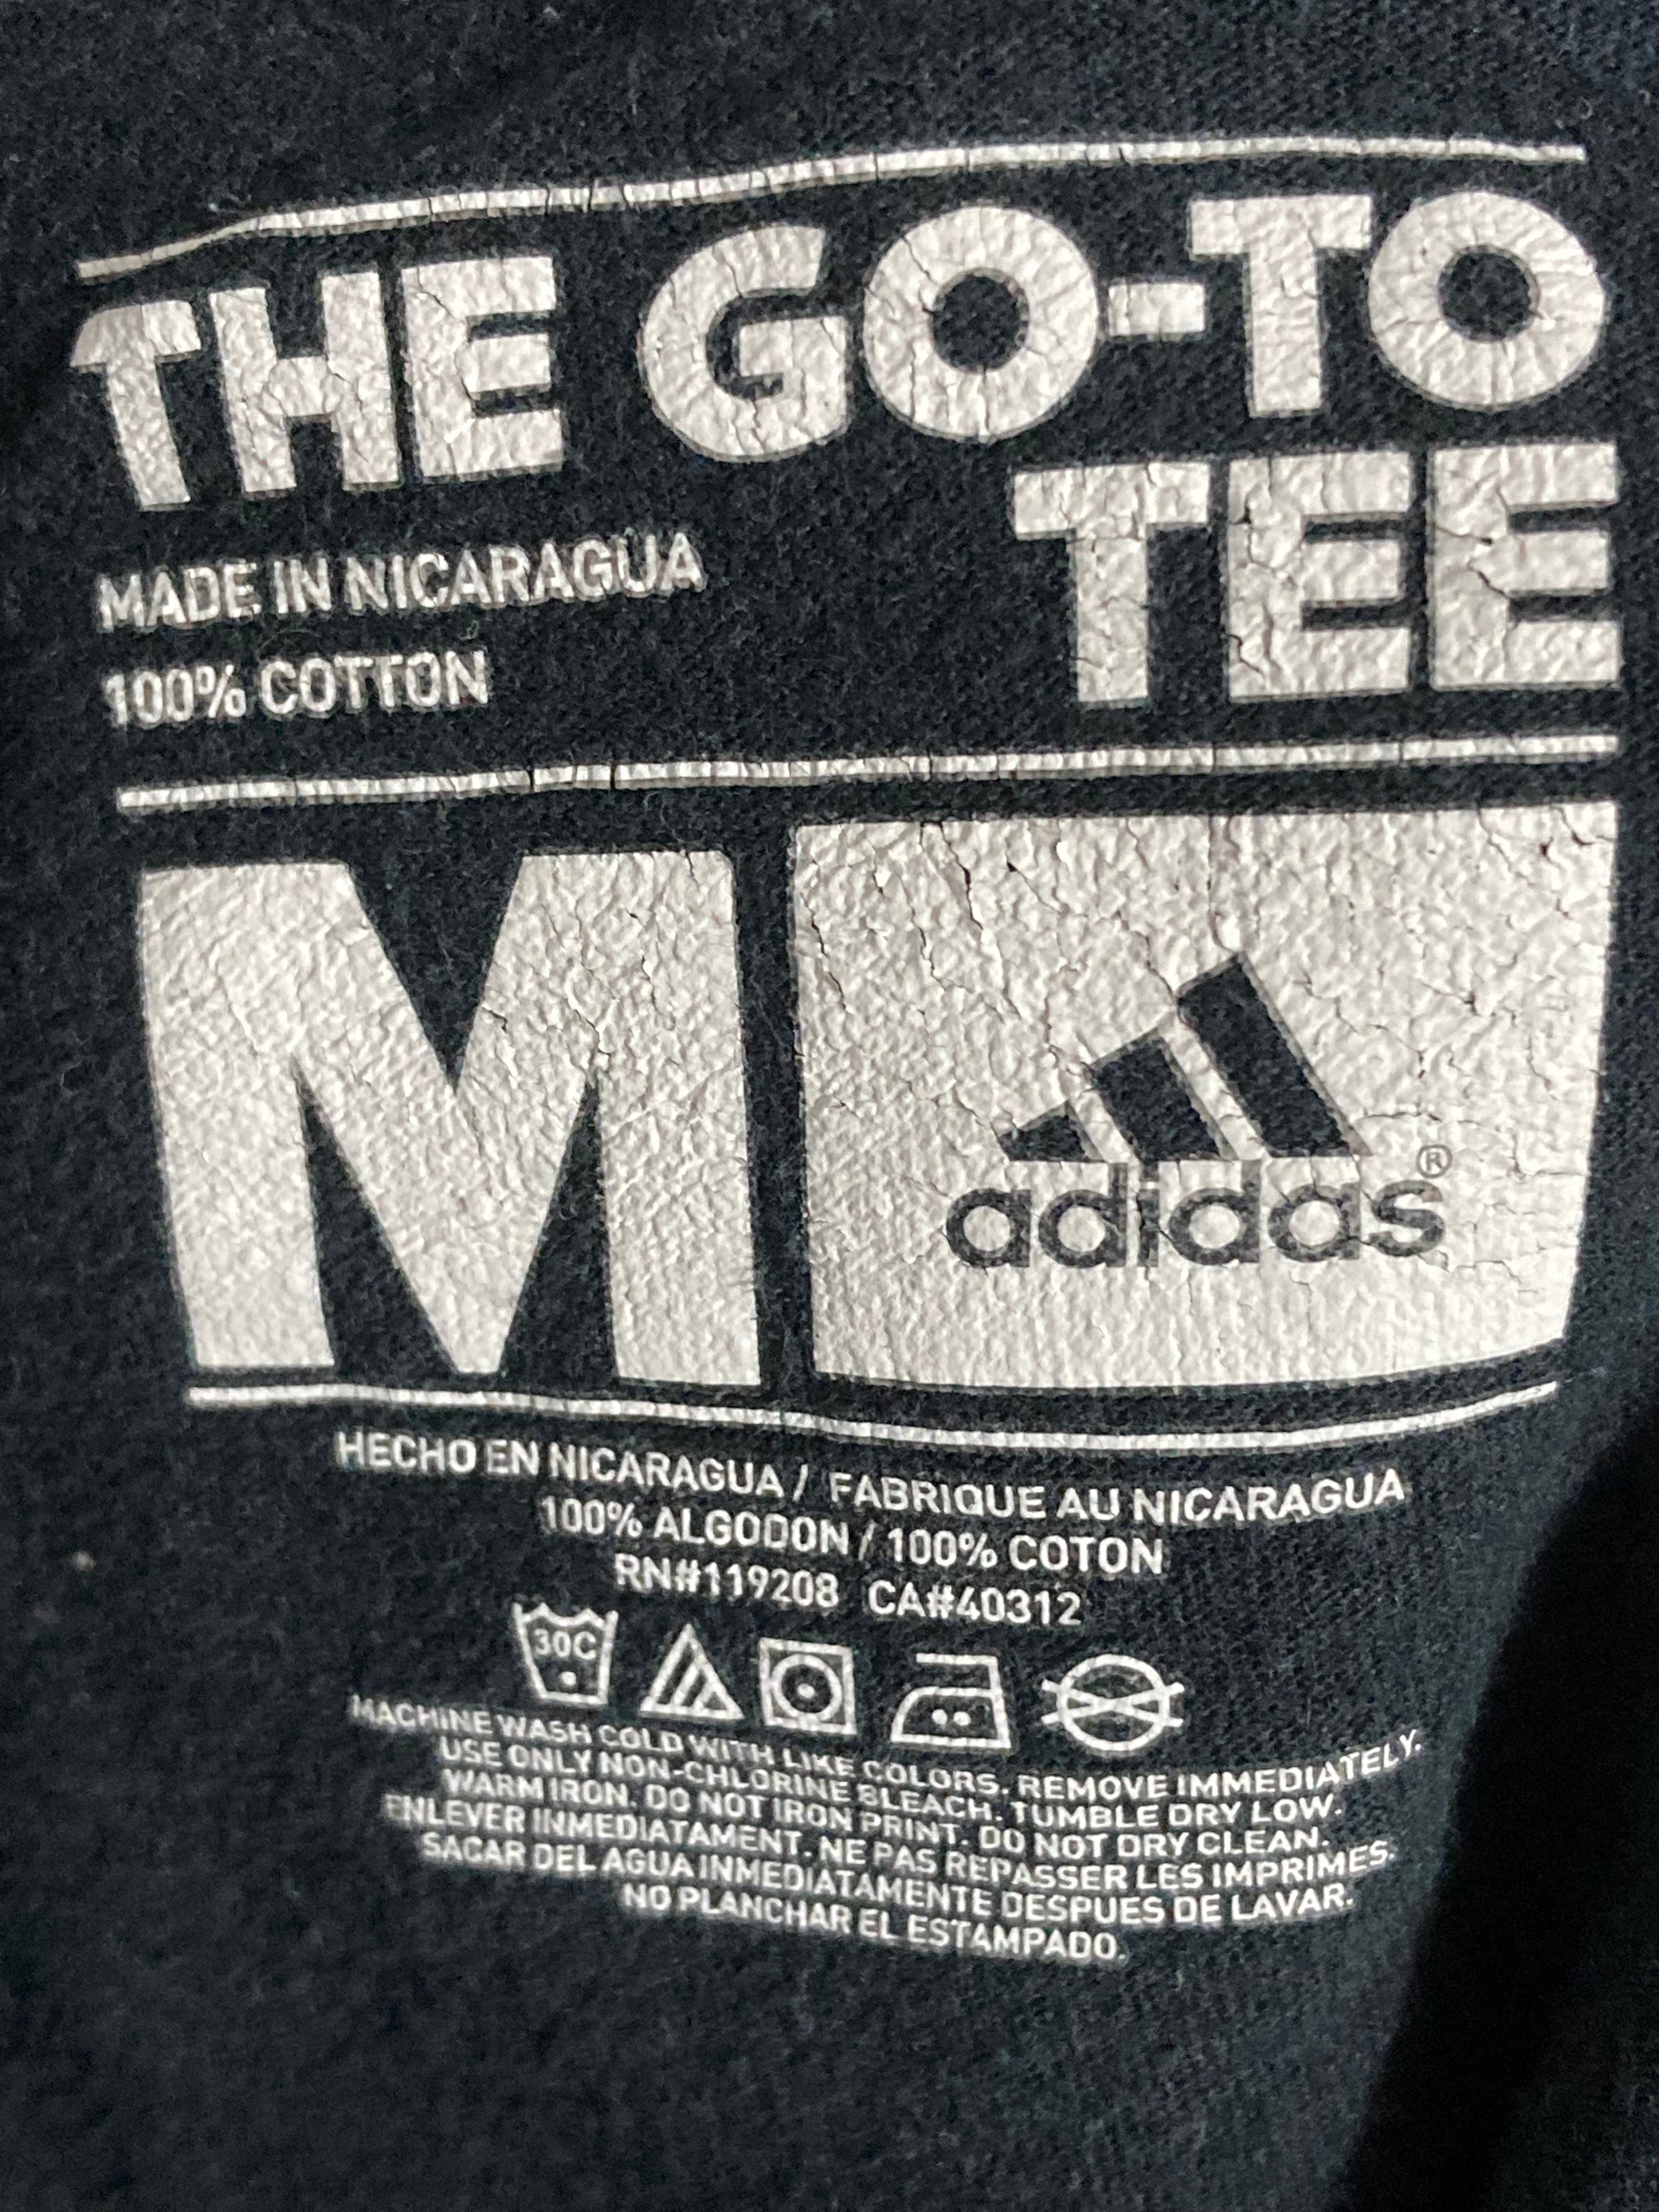 THE GO-TO
TEE
MADE IN NICARAGUA
100% COTTON
M
adidas®
HECHO EN NICARAGUA / FABRIQUE AU NICARAGUA
100% ALGODON / 100% COTON
RN#119208 CA#40312
30C
MACHINE WASH COLD WITH LIKE COLORS. REMOVE IMMEDIATELY.
USE ONLY NON-CHLORINE BLEACH. TUMBLE DRY LOW.
WARM IRON. DO NOT IRON PRINT. DO NOT DRY CLEAN.
ENLEVER INMEDIATAMENT. NE PAS REPASSER LES IMPRIMES.
SACAR DEL AGUA INMEDIATAMENTE DESPUES DE LAVAR.
NO PLANCHAR EL ESTAMPADO.